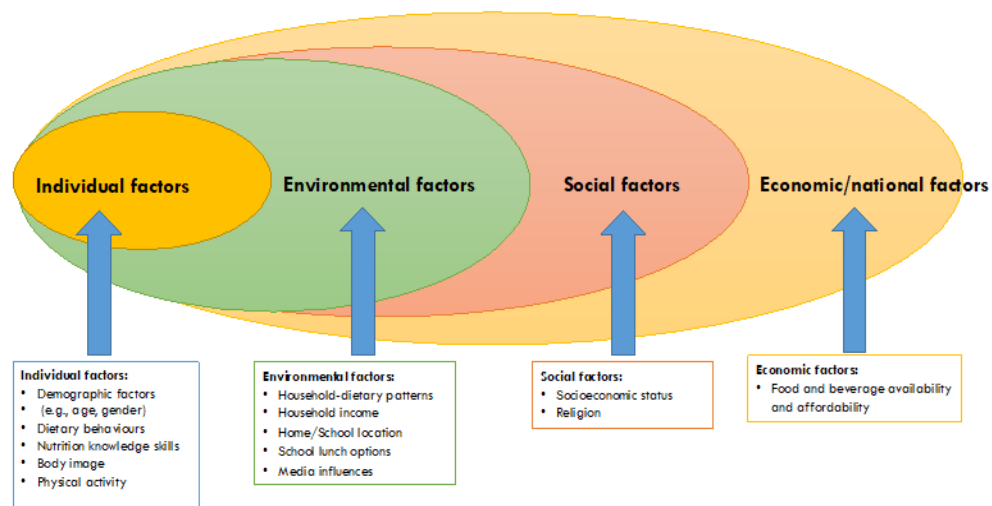 Individual factors
Environmental factors
Social factors
Economic/national factors
Individual factors:
• Demographic factors
• (e.g., age, gender)
• Dietary behaviours
• Nutrition knowledge skills
• Body image
• Physical activity
Environmental factors:
• Household-dietary patterns
• Household income
• Home/School location
• School lunch options
• Media influences
Social factors:
• Socioeconomic status
• Religion
Economic factors:
• Food and beverage availability
and affordability